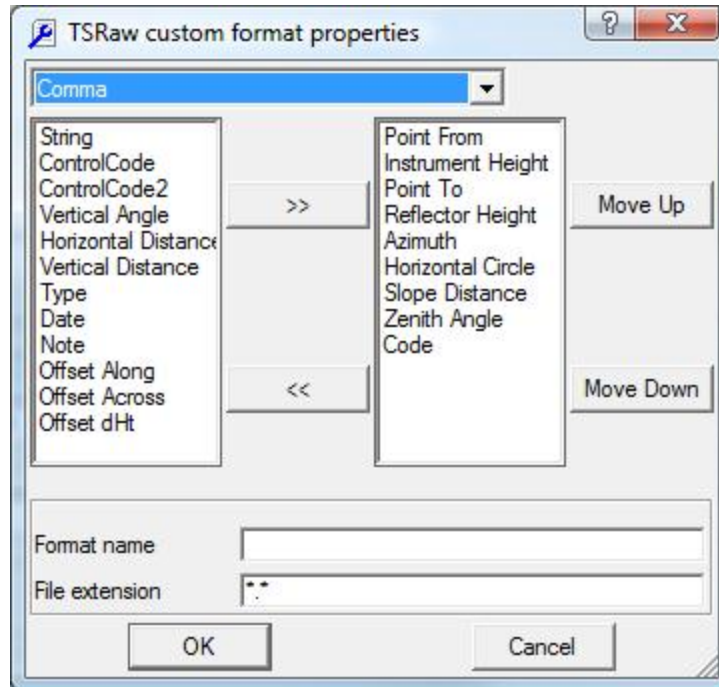 TSRaw custom format properties
?
X
Comma
String
ControlCode
ControlCode2
Vertical Angle
Horizontal Distance
Vertical Distance
Type
Date
Note
Offset Along
Offset Across
Offset dHt
>>
<<
Point From
Instrument Height
Point To
Reflector Height
Azimuth
Horizontal Circle
Slope Distance
Zenith Angle
Code
Move Up
Move Down
Format name
File extension
*.*
OK
Cancel